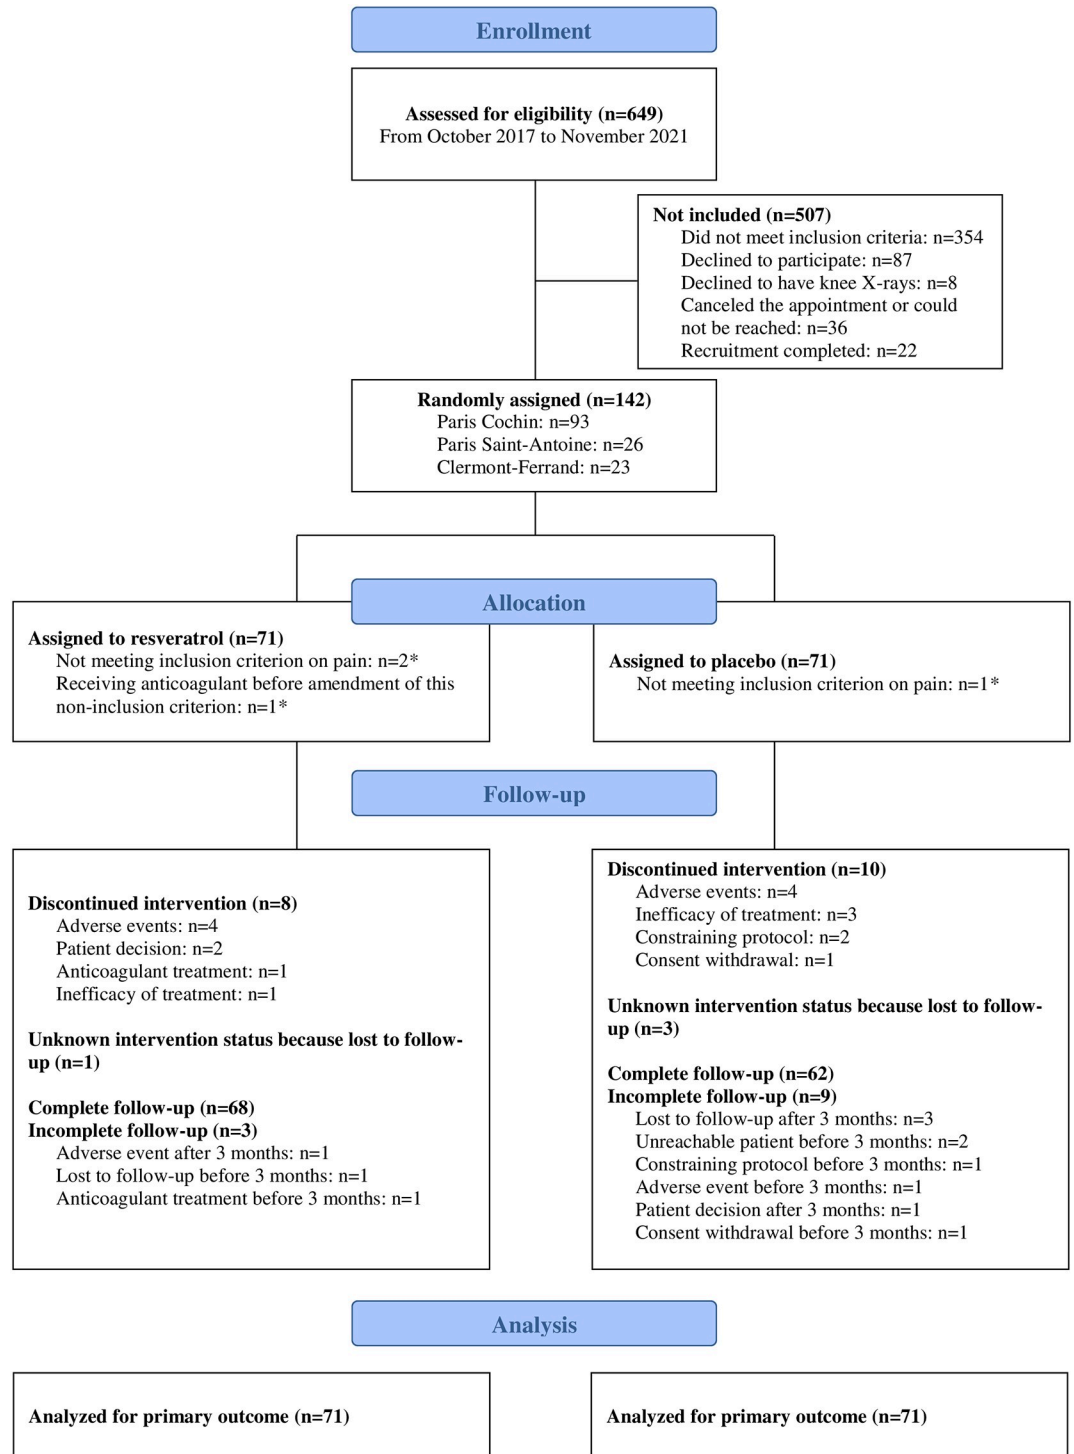 Enrollment
Assessed for eligibility (n=649)
From October 2017 to November 2021
Not included (n=507)
Did not meet inclusion criteria: n=354
Declined to participate: n=87
Declined to have knee X-rays: n=8
Canceled the appointment or could
not be reached: n=36
Recruitment completed: n=22
Randomly assigned (n=142)
Paris Cochin: n=93
Paris Saint-Antoine: n=26
Clermont-Ferrand: n=23
Allocation
Assigned to resveratrol (n=71)
Not meeting inclusion criterion on pain: n=2*
Receiving anticoagulant before amendment of this
non-inclusion criterion: n=1*
Assigned to placebo (n=71)
Not meeting inclusion criterion on pain: n=1*
Follow-up
Discontinued intervention (n=8)
Adverse events: n=4
Patient decision: n=2
Anticoagulant treatment: n=1
Inefficacy of treatment: n=1
Unknown intervention status because lost to follow-
up (n=1)
Complete follow-up (n=68)
Incomplete follow-up (n=3)
Adverse event after 3 months: n=1
Lost to follow-up before 3 months: n=1
Anticoagulant treatment before 3 months: n=1
Discontinued intervention (n=10)
Adverse events: n=4
Inefficacy of treatment: n=3
Constraining protocol: n=2
Consent withdrawal: n=1
Unknown intervention status because lost to follow-
up (n=3)
Complete follow-up (n=62)
Incomplete follow-up (n=9)
Lost to follow-up after 3 months: n=3
Unreachable patient before 3 months: n=2
Constraining protocol before 3 months: n=1
Adverse event before 3 months: n=1
Patient decision after 3 months: n=1
Consent withdrawal before 3 months: n=1
Analysis
Analyzed for primary outcome (n=71)
Analyzed for primary outcome (n=71)